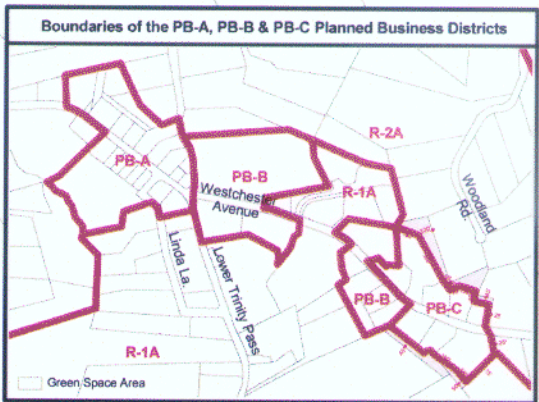 Boundaries of the PB-A, PB-B & PB-C Planned Business Districts
R-2A
PB-A
PB-B
R-1A
Westchester
Avenue
Woodland
Rd
Linda La.
Lower Trinity Pass
PB-B
PB-C
R-1A
Green Space Area